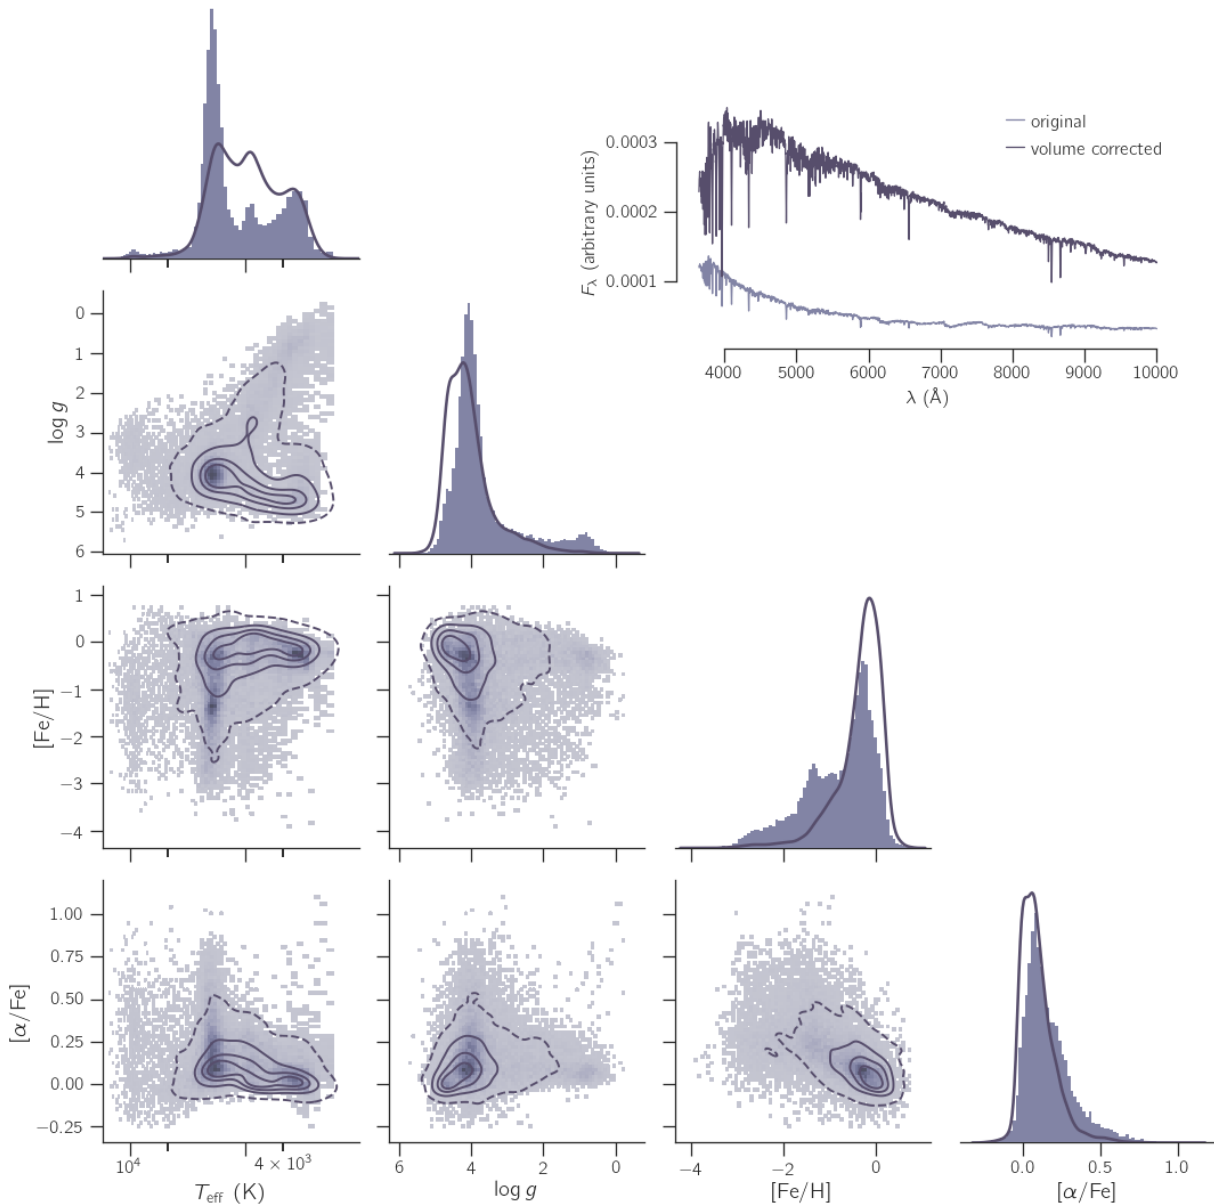 original
volume corrected
0.0003
0.0002
0.0001
F_λ (arbitrary units)
4000 5000 6000 7000 8000 9000 10000
λ (Å)
0
1
2
3
4
5
6
log g
1
0
−1
−2
−3
−4
[Fe/H]
1.00
0.75
0.50
0.25
0.00
−0.25
[α/Fe]
10⁴ 4 × 10³
T_eff (K)
6 4 2 0
log g
−4 −2 0
[Fe/H]
0.0 0.5 1.0
[α/Fe]